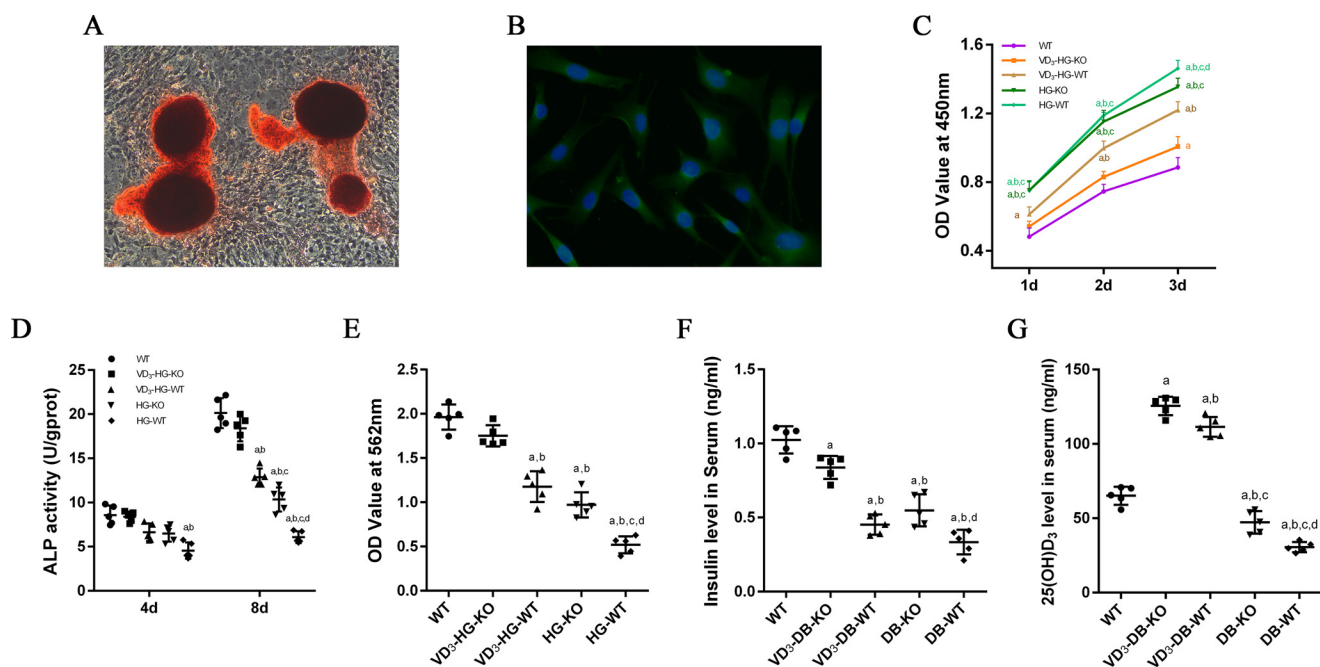 A
B
C
OD Value at 450nm
1.6
1.2
0.8
0.4
WT
VD₃-HG-KO
VD₃-HG-WT
HG-KO
HG-WT
a,b,c
a,b,c
a
a,b,c
a,b,c
a,b
a,b,c,d
a,b,c
a,b
a
1d 2d 3d
D
ALP activity (U/gprot)
25
20
15
10
5
0
WT
VD₃-HG-KO
VD₃-HG-WT
HG-KO
HG-WT
a,b
a,b
a,b,c
a,b,c,d
4d 8d
E
OD Value at 562nm
2.5
2.0
1.5
1.0
0.5
0.0
a,b
a,b
a,b,c,d
WT VD₃-HG-KO VD₃-HG-WT HG-KO HG-WT
F
Insulin level in Serum (ng/ml)
1.5
1.0
0.5
0.0
a
a,b
a,b
a,b,d
WT VD₃-DB-KO VD₃-DB-WT DB-KO DB-WT
G
25(OH)D₃ level in serum (ng/ml)
150
100
50
0
a
a,b
a,b,c
a,b,c,d
WT VD₃-DB-KO VD₃-DB-WT DB-KO DB-WT